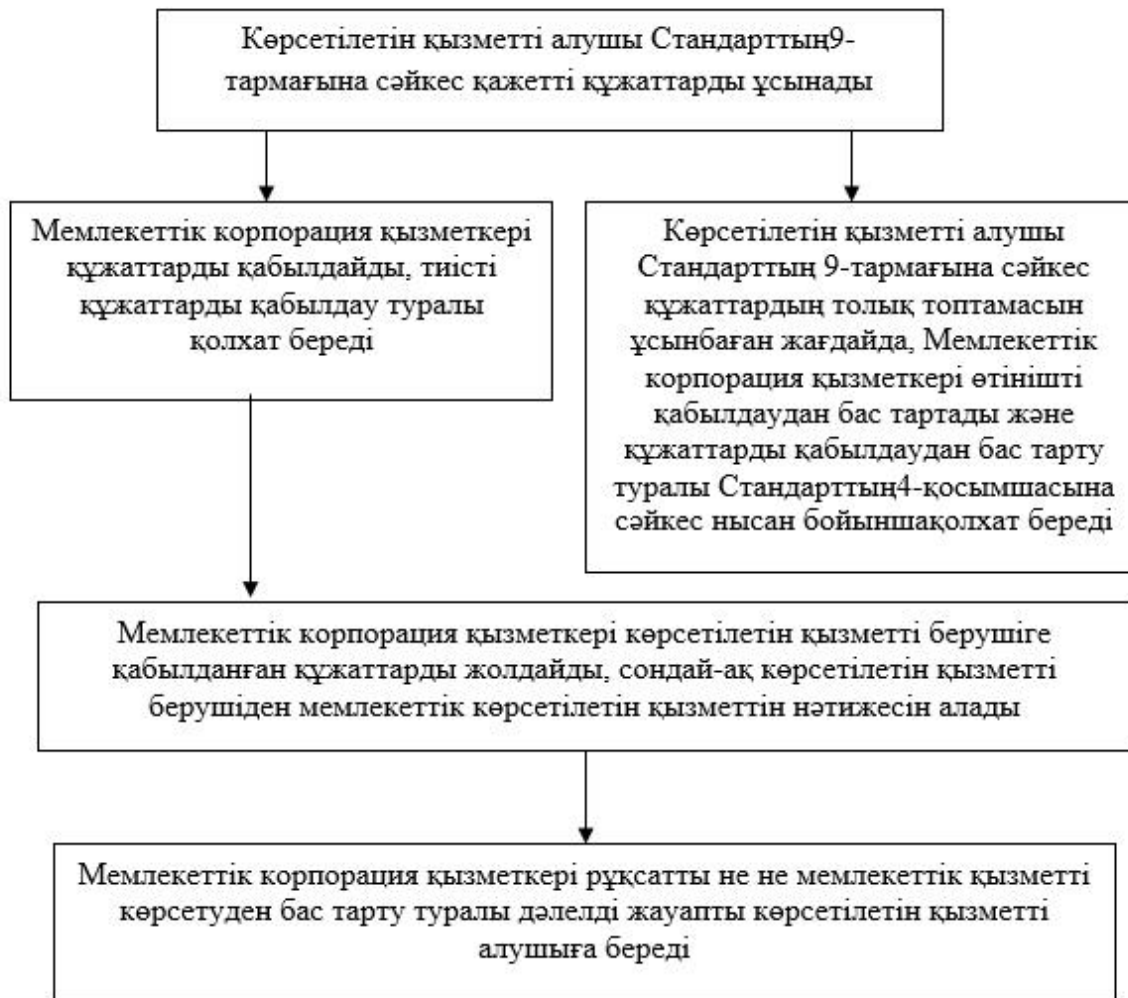 Көрсетілетін қызметті алушы Стандарттың9-
тармағына сәйкес қажетті құжаттарды ұсынады
Мемлекеттік корпорация қызметкері
құжаттарды қабылдайды, тиісті
құжаттарды қабылдау туралы
қолхат береді
Көрсетілетін қызметті алушы
Стандарттың 9-тармағына сәйкес
құжаттардың толық топтамасын
ұсынбаған жағдайда, Мемлекеттік
корпорация қызметкері өтінішті
қабылдаудан бас тартады және
құжаттарды қабылдаудан бас тарту
туралы Стандарттың4-қосымшасына
сәйкес нысан бойыншақолхат береді
Мемлекеттік корпорация қызметкері көрсетілетін қызметті берушіге
қабылданған құжаттарды жолдайды, сондай-ақ көрсетілетін қызметті
берушіден мемлекеттік көрсетілетін қызметтін нәтижесін алады
Мемлекеттік корпорация қызметкері рұқсатты не не мемлекеттік қызметті
көрсетуден бас тарту туралы дәлелді жауапты көрсетілетін қызметті
алушыға береді